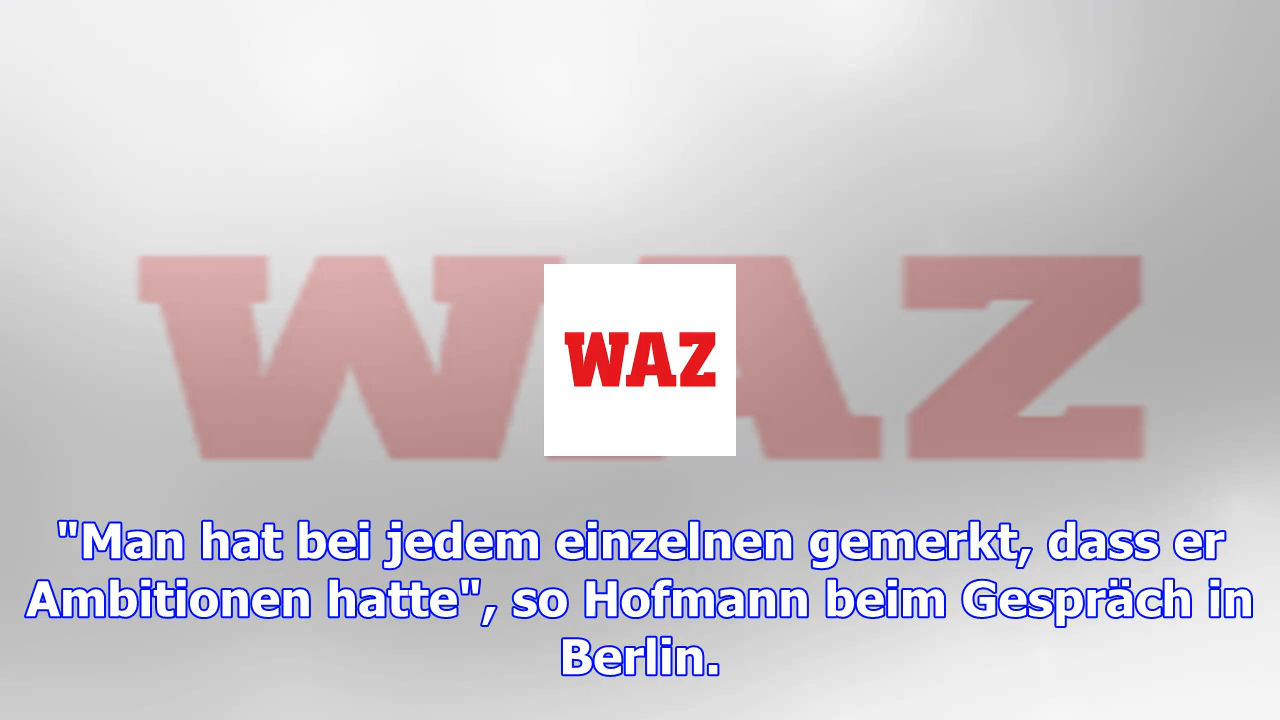 WAZ
WAZ
"Man hat bei jedem einzelnen gemerkt, dass er
Ambitionen hatte", so Hofmann beim Gespräch in
Berlin.